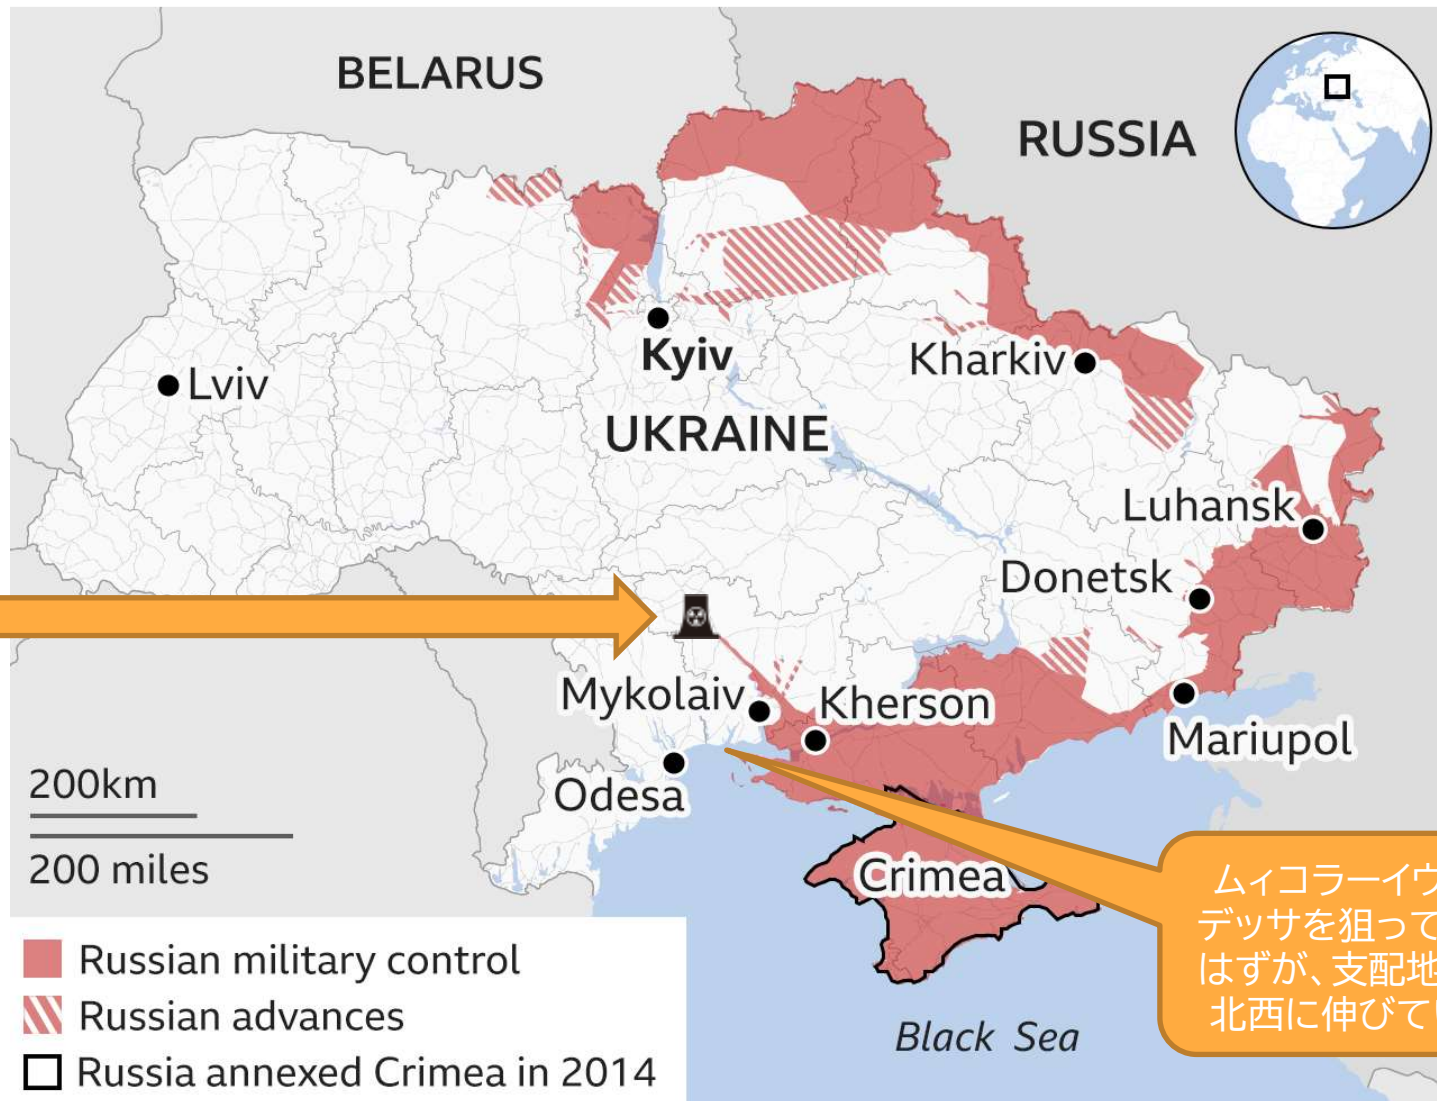 BELARUS
RUSSIA
Kyiv
Kharkiv
Lviv
UKRAINE
Luhansk
Donetsk
Mykolaiv
Kherson
Mariupol
Odesa
200km
200 miles
Crimea
ムィコラーイウ
デッサを狙って
はずが、支配地
北西に伸びてい
Russian military control
Russian advances
Russia annexed Crimea in 2014
Black Sea